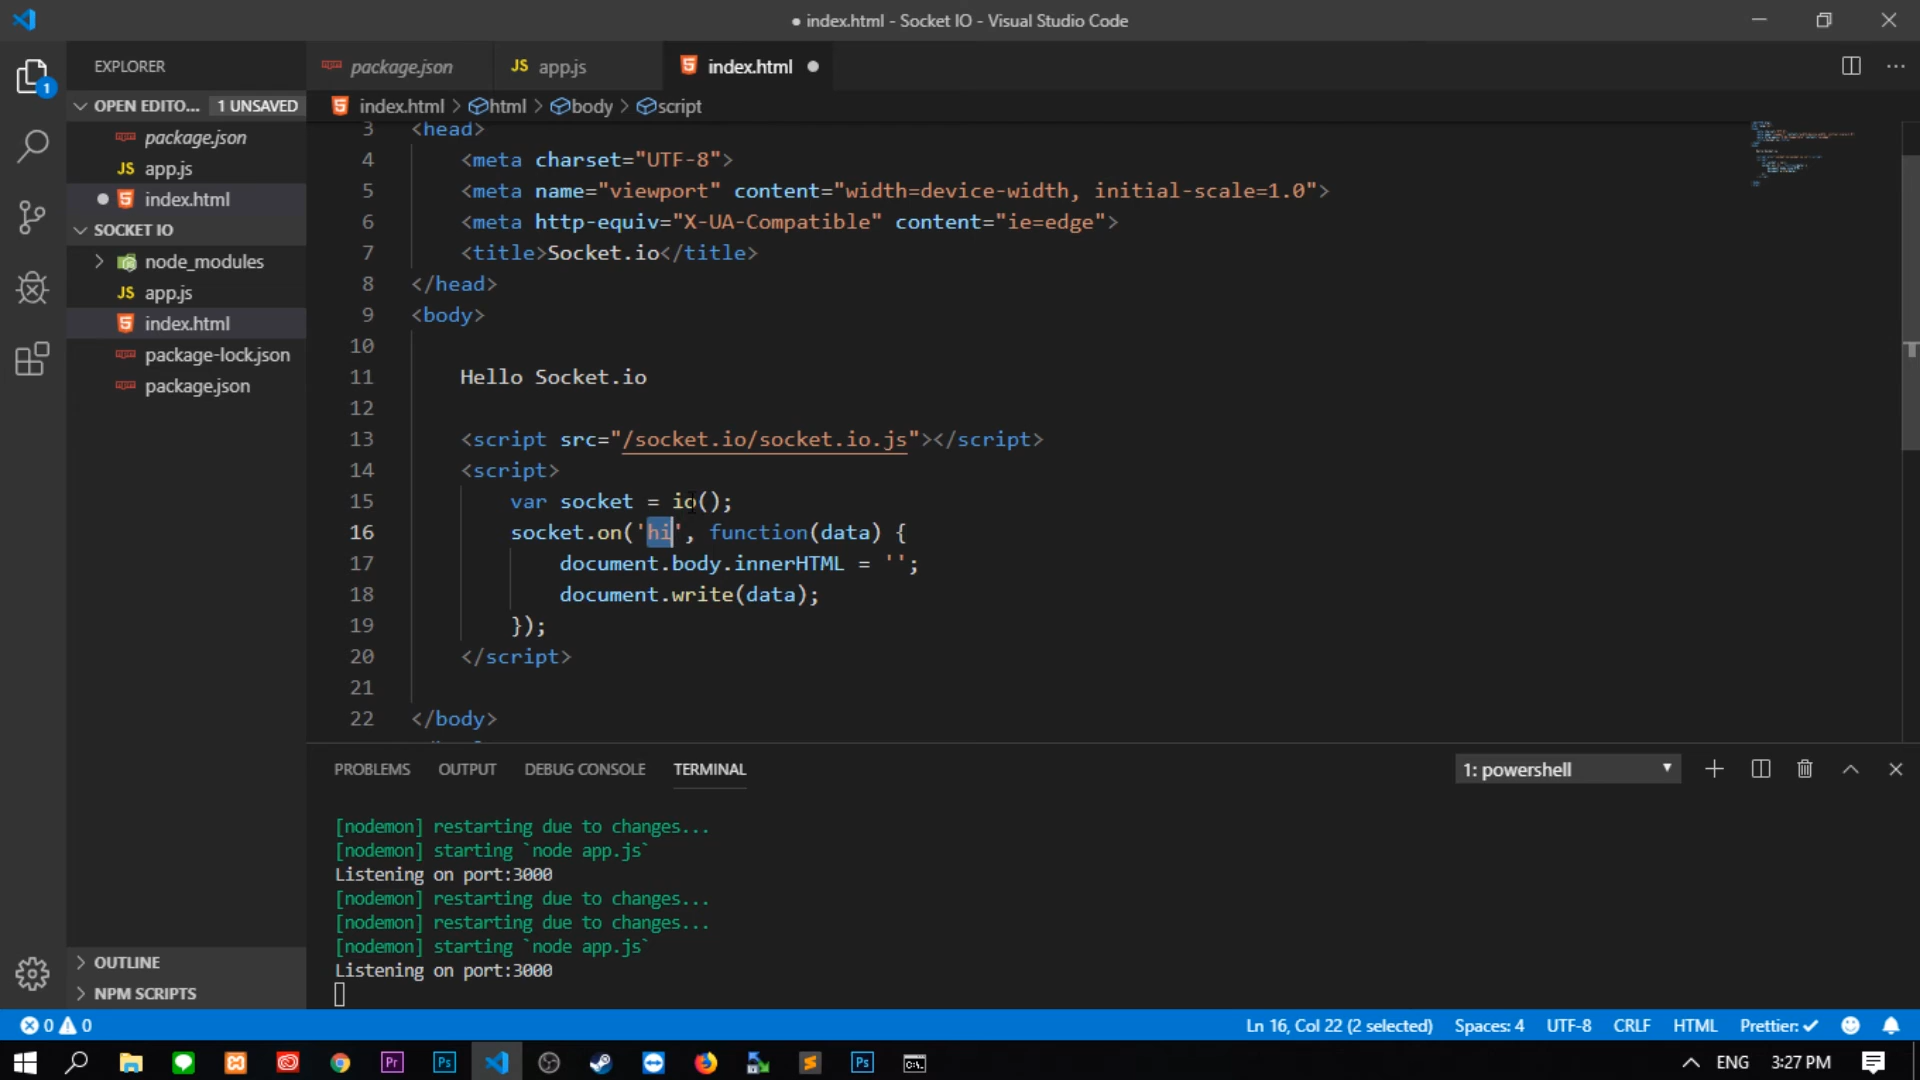 ● index.html - Socket IO - Visual Studio Code
EXPLORER
package.json
JS app.js
index.html ●
OPEN EDITO... 1 UNSAVED
index.html > html > body > script
package.json
JS app.js
● index.html
SOCKET IO
node_modules
JS app.js
index.html
package-lock.json
package.json
3 <head>
4 <meta charset="UTF-8">
5 <meta name="viewport" content="width=device-width, initial-scale=1.0">
6 <meta http-equiv="X-UA-Compatible" content="ie=edge">
7 <title>Socket.io</title>
8 </head>
9 <body>
10
11 Hello Socket.io
12
13 <script src="/socket.io/socket.io.js"></script>
14 <script>
15 var socket = io();
16 socket.on('hi', function(data) {
17 document.body.innerHTML = '';
18 document.write(data);
19 });
20 </script>
21
22 </body>
PROBLEMS OUTPUT DEBUG CONSOLE TERMINAL
1: powershell
[nodemon] restarting due to changes...
[nodemon] starting `node app.js`
Listening on port:3000
[nodemon] restarting due to changes...
[nodemon] restarting due to changes...
[nodemon] starting `node app.js`
Listening on port:3000
OUTLINE
NPM SCRIPTS
0 0
Ln 16, Col 22 (2 selected) Spaces: 4 UTF-8 CRLF HTML Prettier: ✓
Pr Ps Ps
ENG 3:27 PM
1